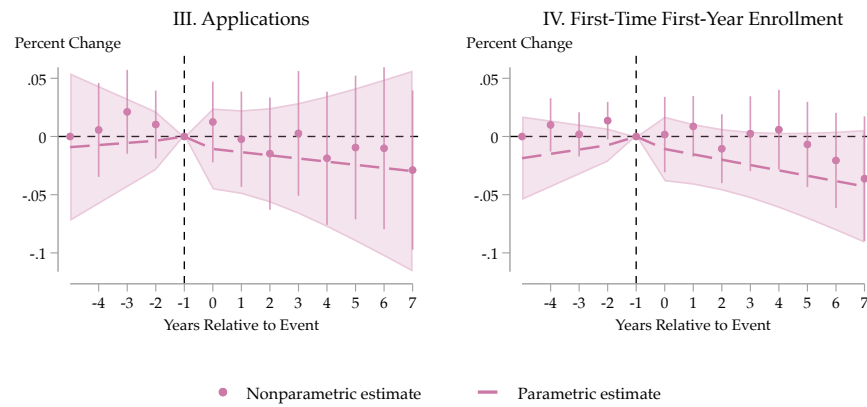 III. Applications
Percent Change
.05
0
-.05
-.1
-4 -3 -2 -1 0 1 2 3 4 5 6 7
Years Relative to Event
IV. First-Time First-Year Enrollment
Percent Change
.05
0
-.05
-.1
-4 -3 -2 -1 0 1 2 3 4 5 6 7
Years Relative to Event
Nonparametric estimate
Parametric estimate